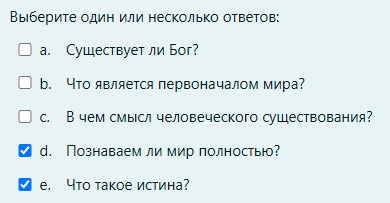 Выберите один или несколько ответов:
a. Существует ли Бог?
b. Что является первоначалом мира?
c. В чем смысл человеческого существования?
d. Познаваем ли мир полностью?
e. Что такое истина?